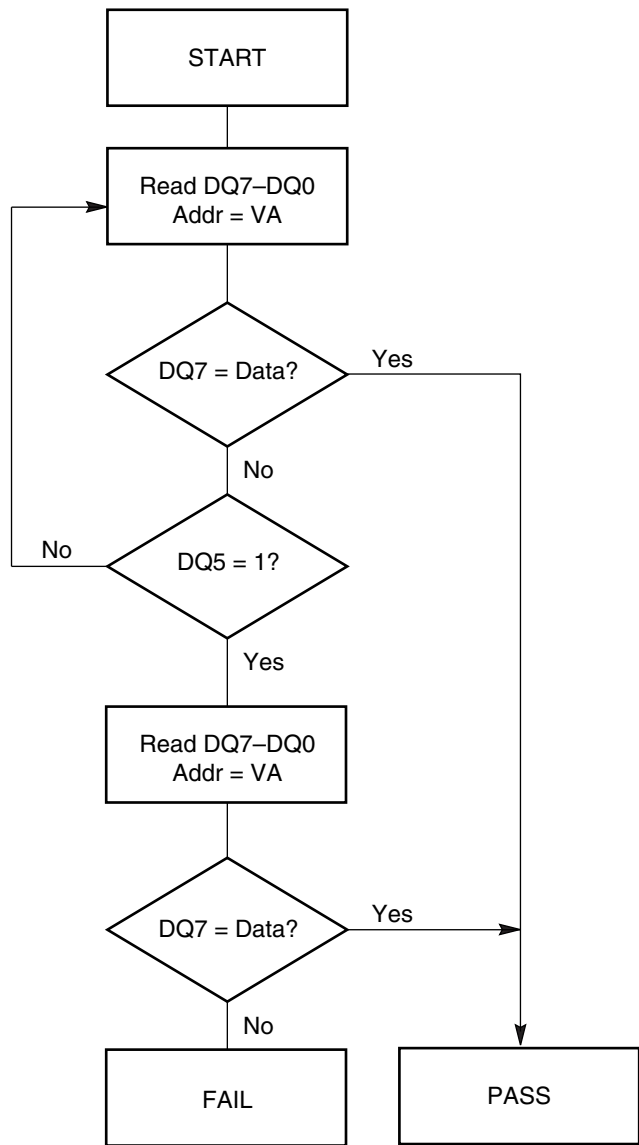 START
Read DQ7–DQ0
Addr = VA
DQ7 = Data?
Yes
No
No
DQ5 = 1?
Yes
Read DQ7–DQ0
Addr = VA
DQ7 = Data?
Yes
No
FAIL
PASS